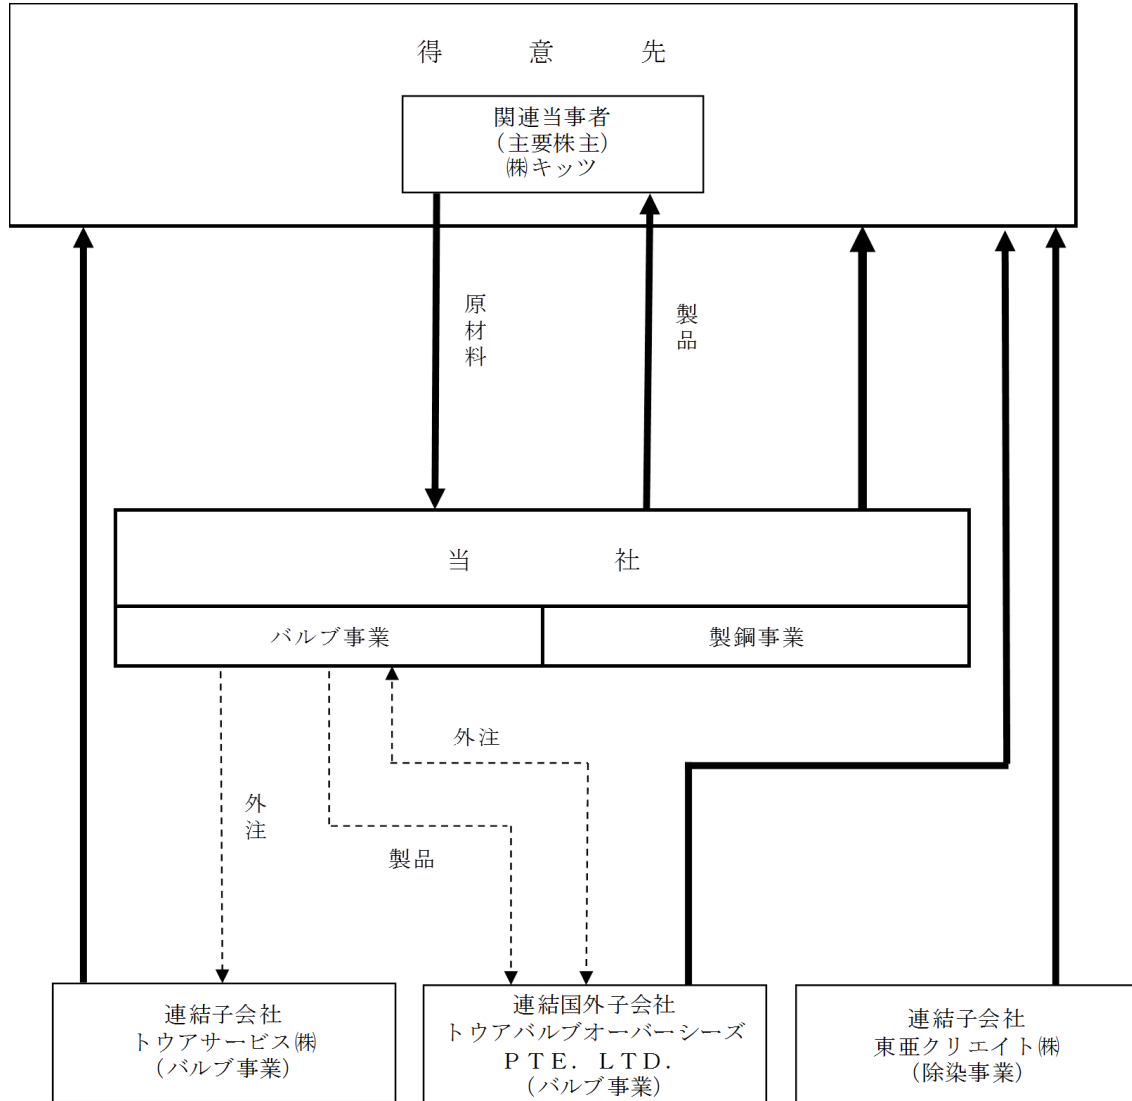 得意先
関連当事者
（主要株主）
㈱キッツ
原材料
製品
当社
バルブ事業
製鋼事業
外注
外注
製品
連結子会社
トウアサービス㈱
（バルブ事業）
連結国外子会社
トウアバルブオーバーシーズ
ＰＴＥ．ＬＴＤ．
（バルブ事業）
連結子会社
東亜クリエイト㈱
（除染事業）